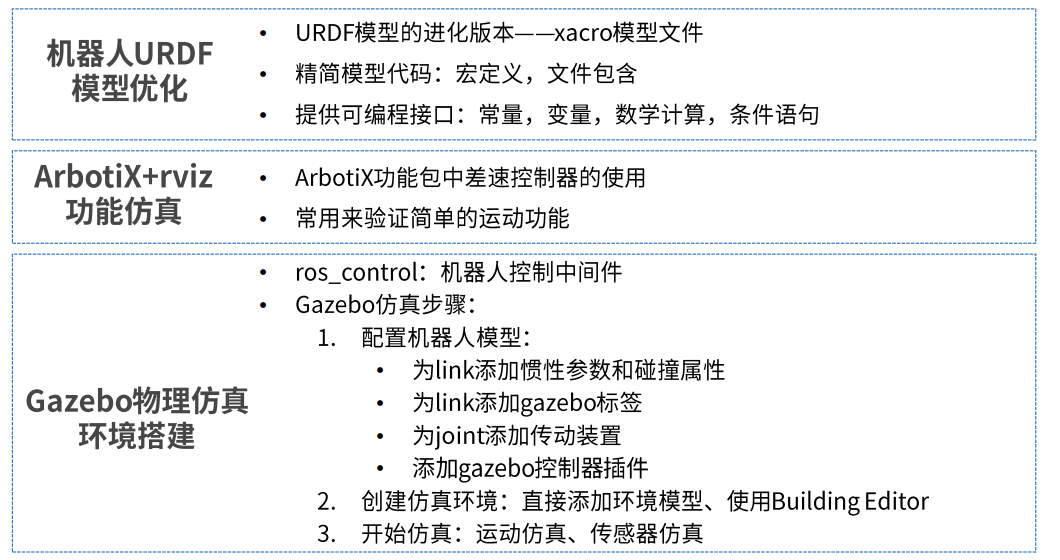 机器人URDF
模型优化
• URDF模型的进化版本——xacro模型文件
• 精简模型代码：宏定义，文件包含
• 提供可编程接口：常量，变量，数学计算，条件语句
ArbotiX+rviz
功能仿真
• ArbotiX功能包中差速控制器的使用
• 常用来验证简单的运动功能
Gazebo物理仿真
环境搭建
• ros_control：机器人控制中间件
• Gazebo仿真步骤：
1. 配置机器人模型：
• 为link添加惯性参数和碰撞属性
• 为link添加gazebo标签
• 为joint添加传动装置
• 添加gazebo控制器插件
2. 创建仿真环境：直接添加环境模型、使用Building Editor
3. 开始仿真：运动仿真、传感器仿真